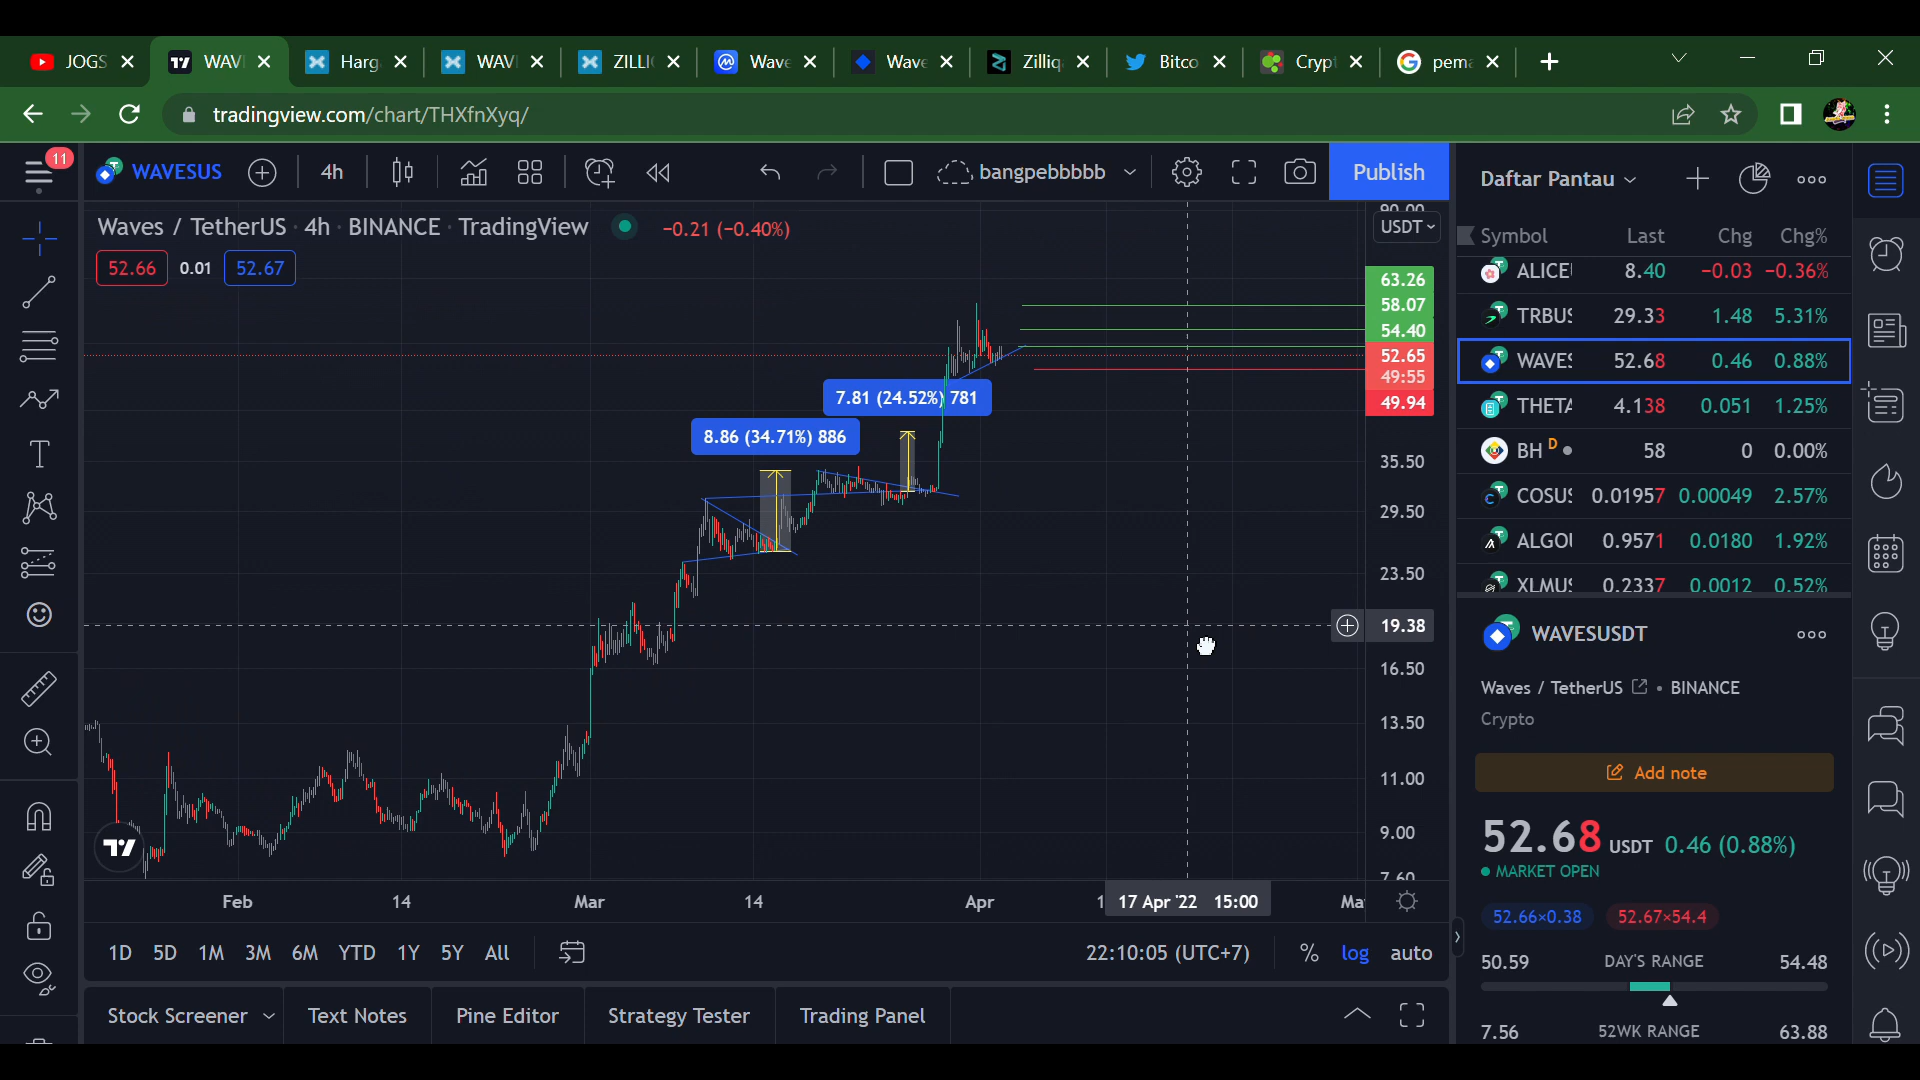 JOGS
WAV
Harg
WAV
ZILLI
Wave
Wave
Zilliq
Bitco
Crypt
pema
tradingview.com/chart/THXfnXyq/
11
WAVESUS
4h
bangpebbbbb
Publish
Waves / TetherUS · 4h · BINANCE · TradingView
−0.21 (−0.40%)
52.66
0.01
52.67
7.81 (24.52%) 781
8.86 (34.71%) 886
90.00
USDT
63.26
58.07
54.40
52.65
49:55
49.94
35.50
29.50
23.50
19.38
16.50
13.50
11.00
9.00
7.60
Feb
14
Mar
14
Apr
1
17 Apr '22 15:00
Ma
1D 5D 1M 3M 6M YTD 1Y 5Y All
22:10:05 (UTC+7)
% log auto
Stock Screener
Text Notes
Pine Editor
Strategy Tester
Trading Panel
Daftar Pantau
Symbol Last Chg Chg%
ALICE 8.40 −0.03 −0.36%
TRBUS 29.33 1.48 5.31%
WAVES 52.68 0.46 0.88%
THETA 4.138 0.051 1.25%
BH D 58 0 0.00%
COSUS 0.01957 0.00049 2.57%
ALGOU 0.9571 0.0180 1.92%
XLMUS 0.2337 0.0012 0.52%
WAVESUSDT
Waves / TetherUS • BINANCE
Crypto
Add note
52.68 USDT 0.46 (0.88%)
MARKET OPEN
52.66×0.38 52.67×54.4
50.59 DAY'S RANGE 54.48
7.56 52WK RANGE 63.88